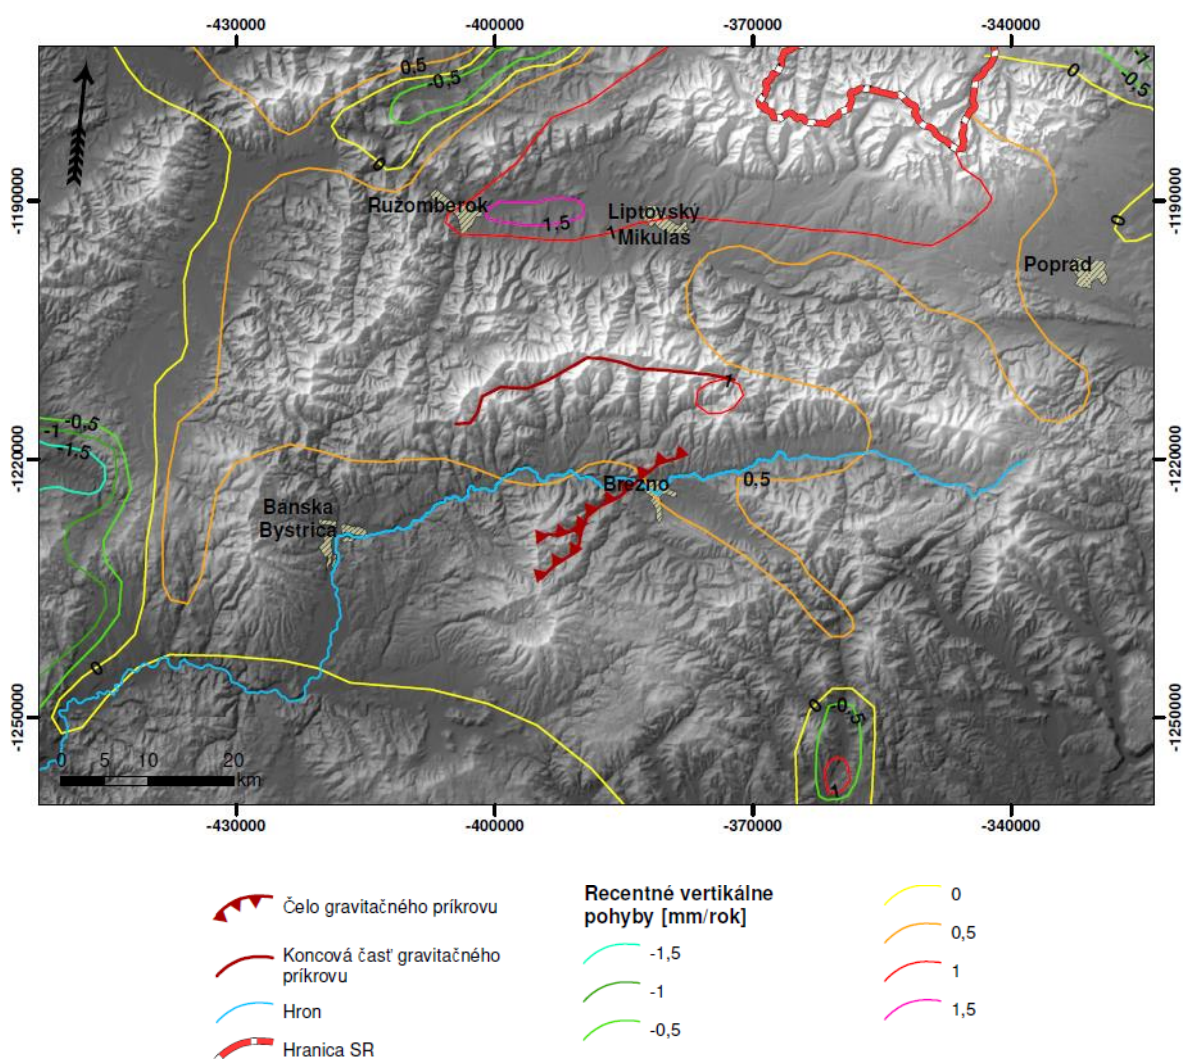 -430000
-400000
-370000
-340000
0,5
-0,5
0
0
-1
-0,5
-1190000
-1190000
Ružomberok
1,5
Liptovský
1
Mikuláš
0
Poprad
1
-0,5
-1
-1,5
-1220000
-1220000
Brezno
0,5
Banská
Bystrica
0
-1250000
-1250000
0
0,5
1
0
5
10
20
km
-430000
-400000
-370000
-340000
Čelo gravitačného príkrovu
Koncová časť gravitačného
príkrovu
Hron
Hranica SR
Recentné vertikálne
pohyby [mm/rok]
-1,5
-1
-0,5
0
0,5
1
1,5